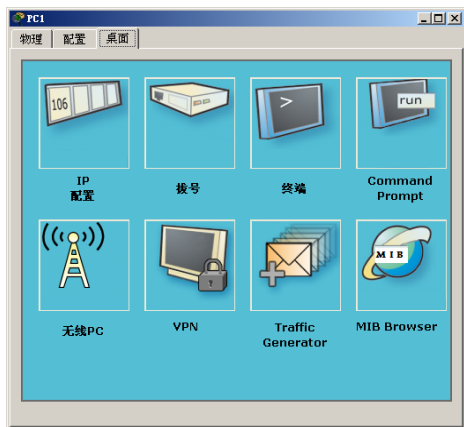 PC1
物理 配置 桌面
106
>
run
IP
配置
拨号
终端
Command
Prompt
MIB
无线PC
VPN
Traffic
Generator
MIB Browser